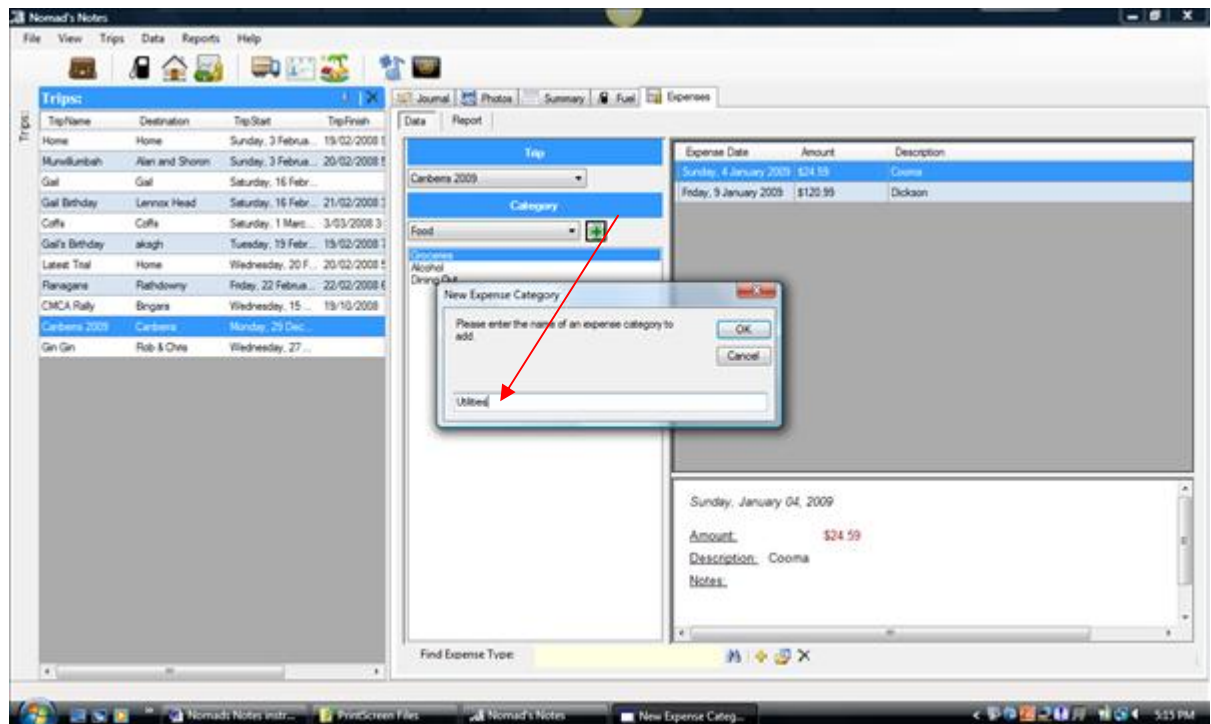 Nomad's Notes
File View Trips Data Reports Help
Trips:
Trips:
TripName Destination TripStart TripFinish
Home Home Sunday, 3 Februa... 19/02/2008
Murwillumbah Alan and Sharon Sunday, 3 Februa... 20/02/2008
Gail Gail Saturday, 16 Febr...
Gail Birthday Lennox Head Saturday, 16 Febr... 21/02/2008
Coffs Coffs Saturday, 1 Marc... 3/03/2008 3
Gail's Birthday akagh Tuesday, 19 Febr... 19/02/2008
Latest Trial Home Wednesday, 20 F... 20/02/2008
Flanagans Rathdowny Friday, 22 Februa... 22/02/2008
CMCA Rally Bingara Wednesday, 15 ... 19/10/2008
Canberra 2009 Canberra Monday, 29 Dec...
Gin Gin Rob & Chris Wednesday, 27 ...
Journal Photos Summary Fuel Expenses
Data Report
Trip
Canberra 2009
Category
Food
Groceries
Alcohol
Dining Out
Expense Date Amount Description
Sunday, 4 January 2009 $24.59 Cooma
Friday, 9 January 2009 $120.99 Dickson
New Expense Category
Please enter the name of an expense category to
add.
OK
Cancel
Utilities
Sunday, January 04, 2009
Amount: $24.59
Description: Cooma
Notes:
Find Expense Type:
Nomads Notes instr... PrintScreen Files Nomad's Notes New Expense Categ... 5:15 PM